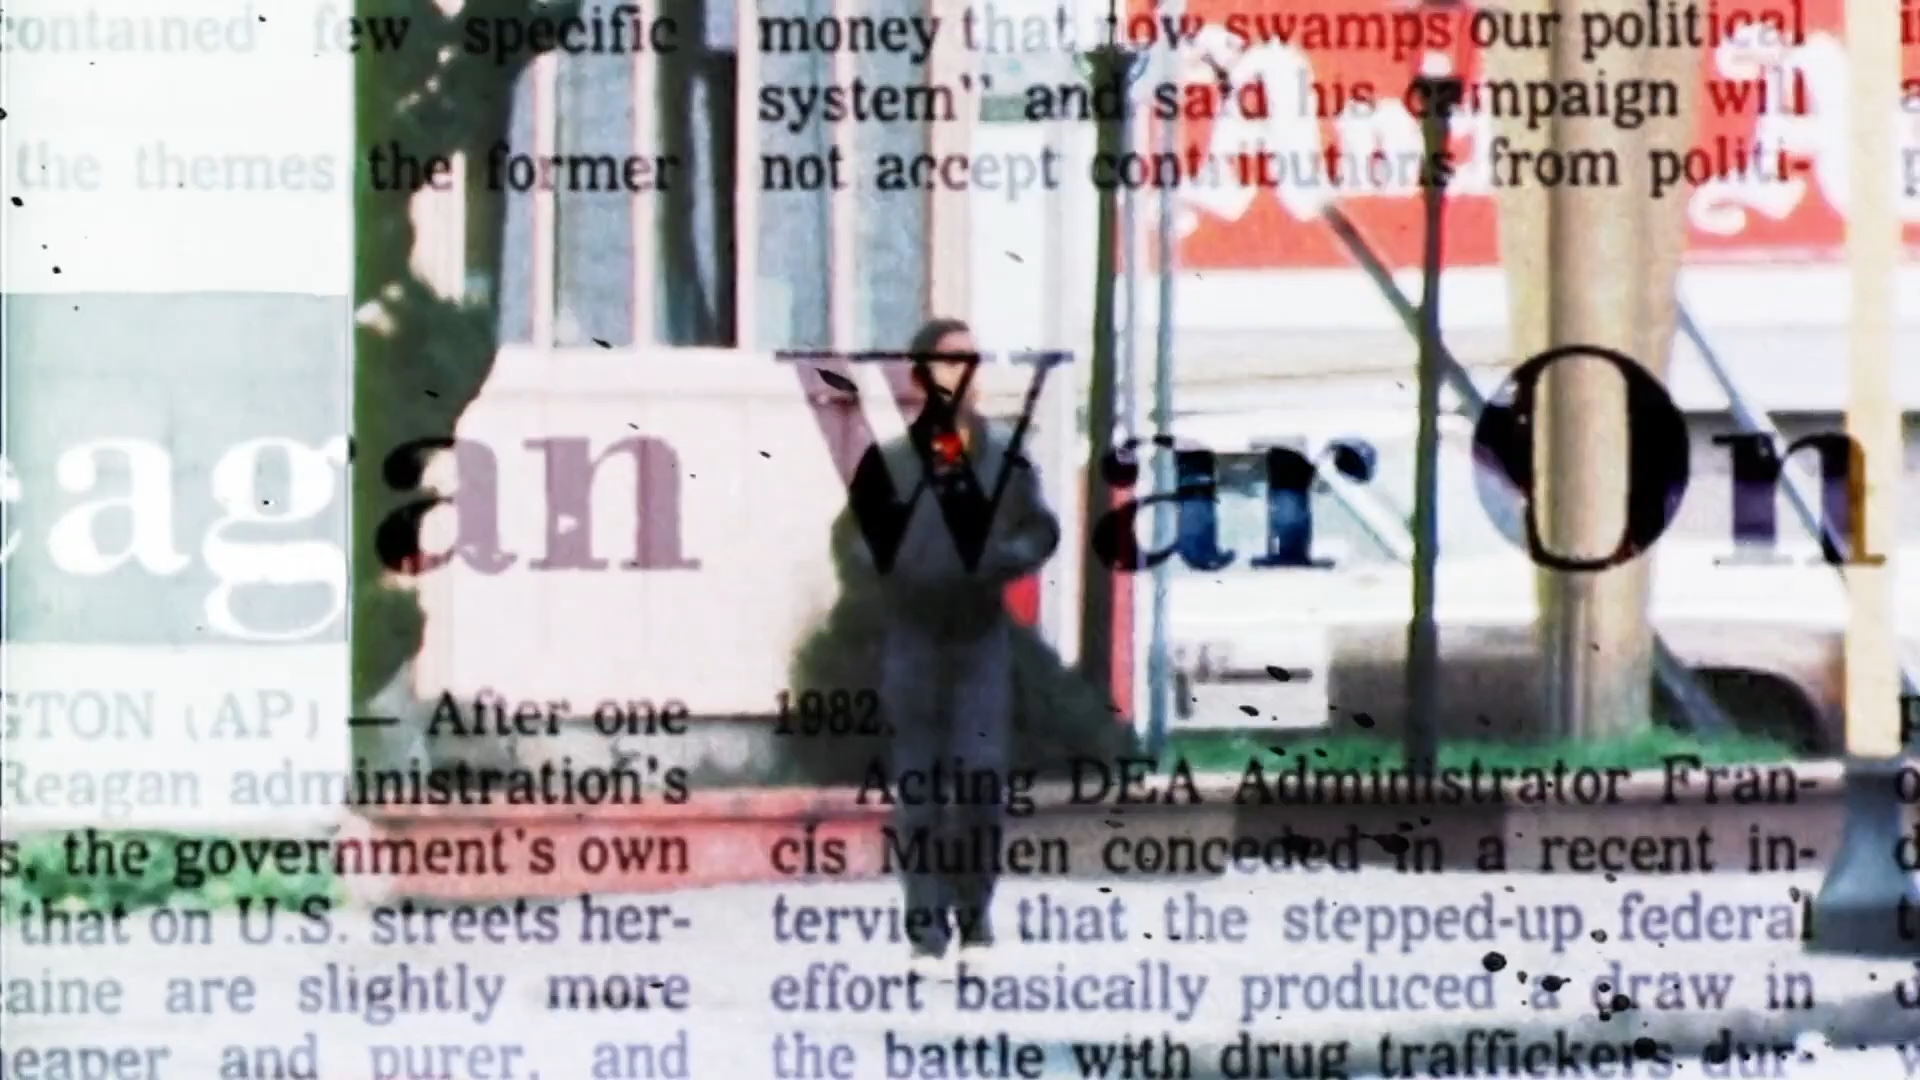 contained few specific
the themes the former
money that now swamps our political
system" and said his campaign will
not accept contributions from politi-
eagan War On
GTON (AP) — After one
Reagan administration's
s, the government's own
that on U.S. streets her-
aine are slightly more
eaper and purer, and
1982.
Acting DEA Administrator Fran-
cis Mullen conceded in a recent in-
terview that the stepped-up federal
effort basically produced a draw in
the battle with drug traffickers dur-